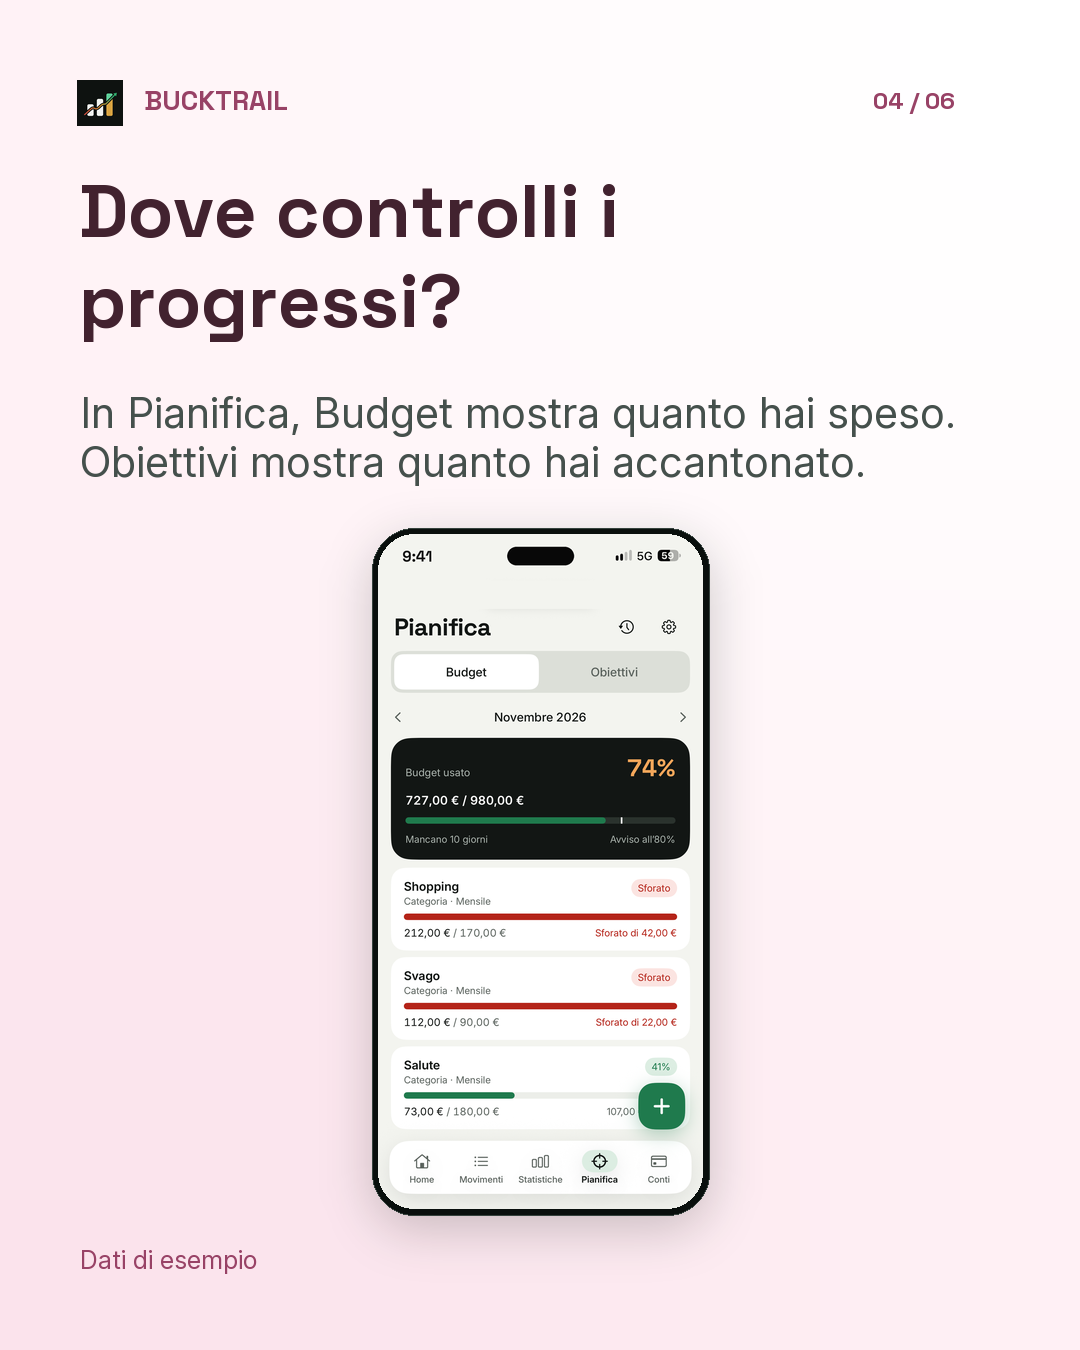 BUCKTRAIL
04 / 06
Dove controlli i
progressi?
In Pianifica, Budget mostra quanto hai speso.
Obiettivi mostra quanto hai accantonato.
9:41
5G 59
Pianifica
Budget
Obiettivi
Novembre 2026
Budget usato
74%
727,00 € / 980,00 €
Mancano 10 giorni
Avviso all'80%
Shopping
Sforato
Categoria · Mensile
212,00 € / 170,00 €
Sforato di 42,00 €
Svago
Sforato
Categoria · Mensile
112,00 € / 90,00 €
Sforato di 22,00 €
Salute
41%
Categoria · Mensile
73,00 € / 180,00 €
107,00
Home
Movimenti
Statistiche
Pianifica
Conti
Dati di esempio